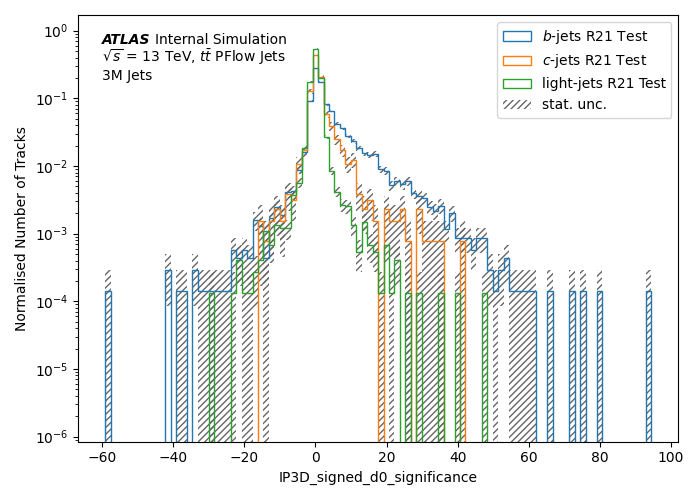 ATLAS Internal Simulation
√s = 13 TeV, tt̄ PFlow Jets
3M Jets
b-jets R21 Test
c-jets R21 Test
light-jets R21 Test
stat. unc.
Normalised Number of Tracks
10⁰
10⁻¹
10⁻²
10⁻³
10⁻⁴
10⁻⁵
10⁻⁶
−60 −40 −20 0 20 40 60 80 100
IP3D_signed_d0_significance